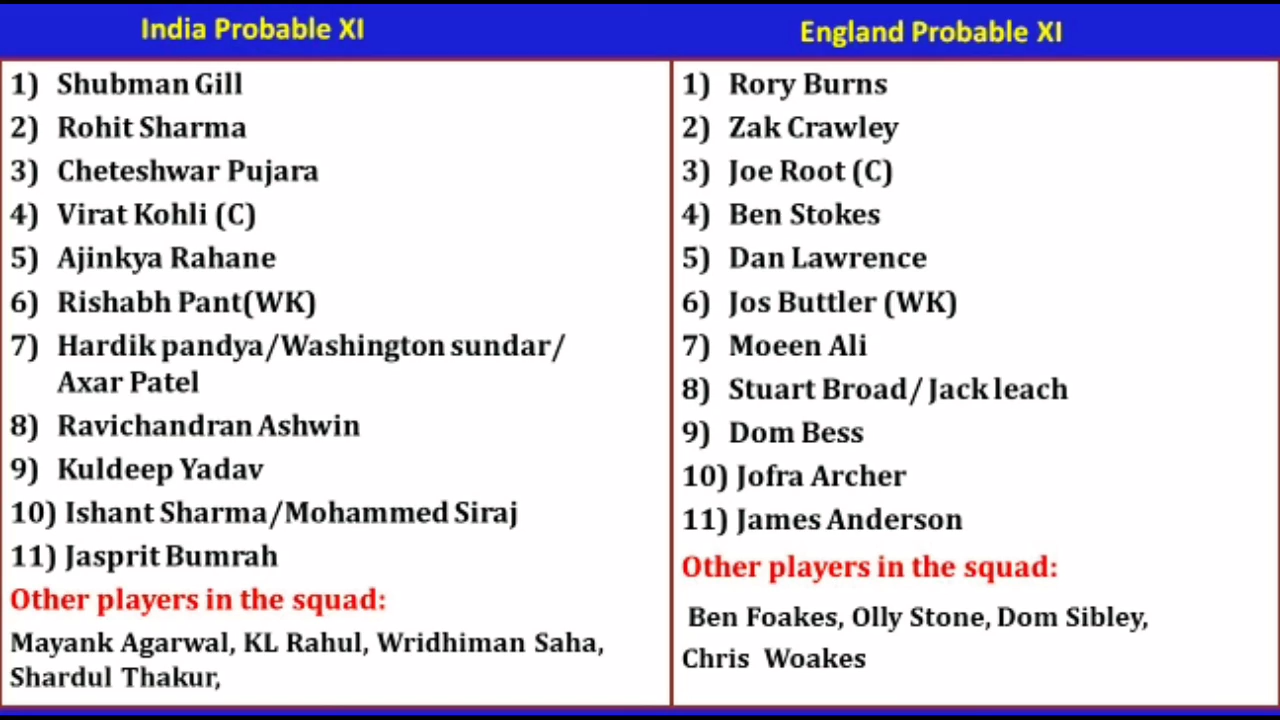 India Probable XI
1) Shubman Gill
2) Rohit Sharma
3) Cheteshwar Pujara
4) Virat Kohli (C)
5) Ajinkya Rahane
6) Rishabh Pant(WK)
7) Hardik pandya/Washington sundar/
Axar Patel
8) Ravichandran Ashwin
9) Kuldeep Yadav
10) Ishant Sharma/Mohammed Siraj
11) Jasprit Bumrah
Other players in the squad:
Mayank Agarwal, KL Rahul, Wridhiman Saha,
Shardul Thakur,
England Probable XI
1) Rory Burns
2) Zak Crawley
3) Joe Root (C)
4) Ben Stokes
5) Dan Lawrence
6) Jos Buttler (WK)
7) Moeen Ali
8) Stuart Broad/ Jack leach
9) Dom Bess
10) Jofra Archer
11) James Anderson
Other players in the squad:
Ben Foakes, Olly Stone, Dom Sibley,
Chris Woakes